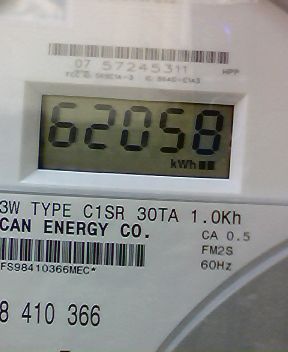 07 57245311
HPP
62058
kWh
3W TYPE C1SR 30TA 1.0Kh
CAN ENERGY CO.
CA 0.5
FM2S
60Hz
FS98410366MEC*
8 410 366